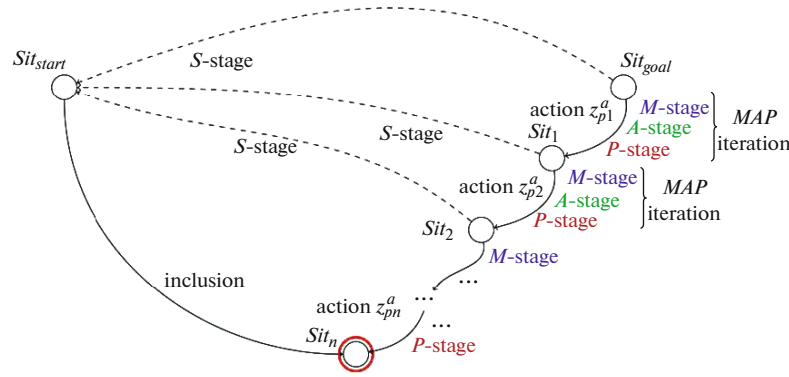 Sit_start
S-stage
Sit_goal
action z^a_p1
M-stage
A-stage
P-stage
MAP
iteration
Sit_1
S-stage
S-stage
action z^a_p2
M-stage
A-stage
P-stage
MAP
iteration
Sit_2
M-stage
...
inclusion
action z^a_pn
...
...
Sit_n
P-stage